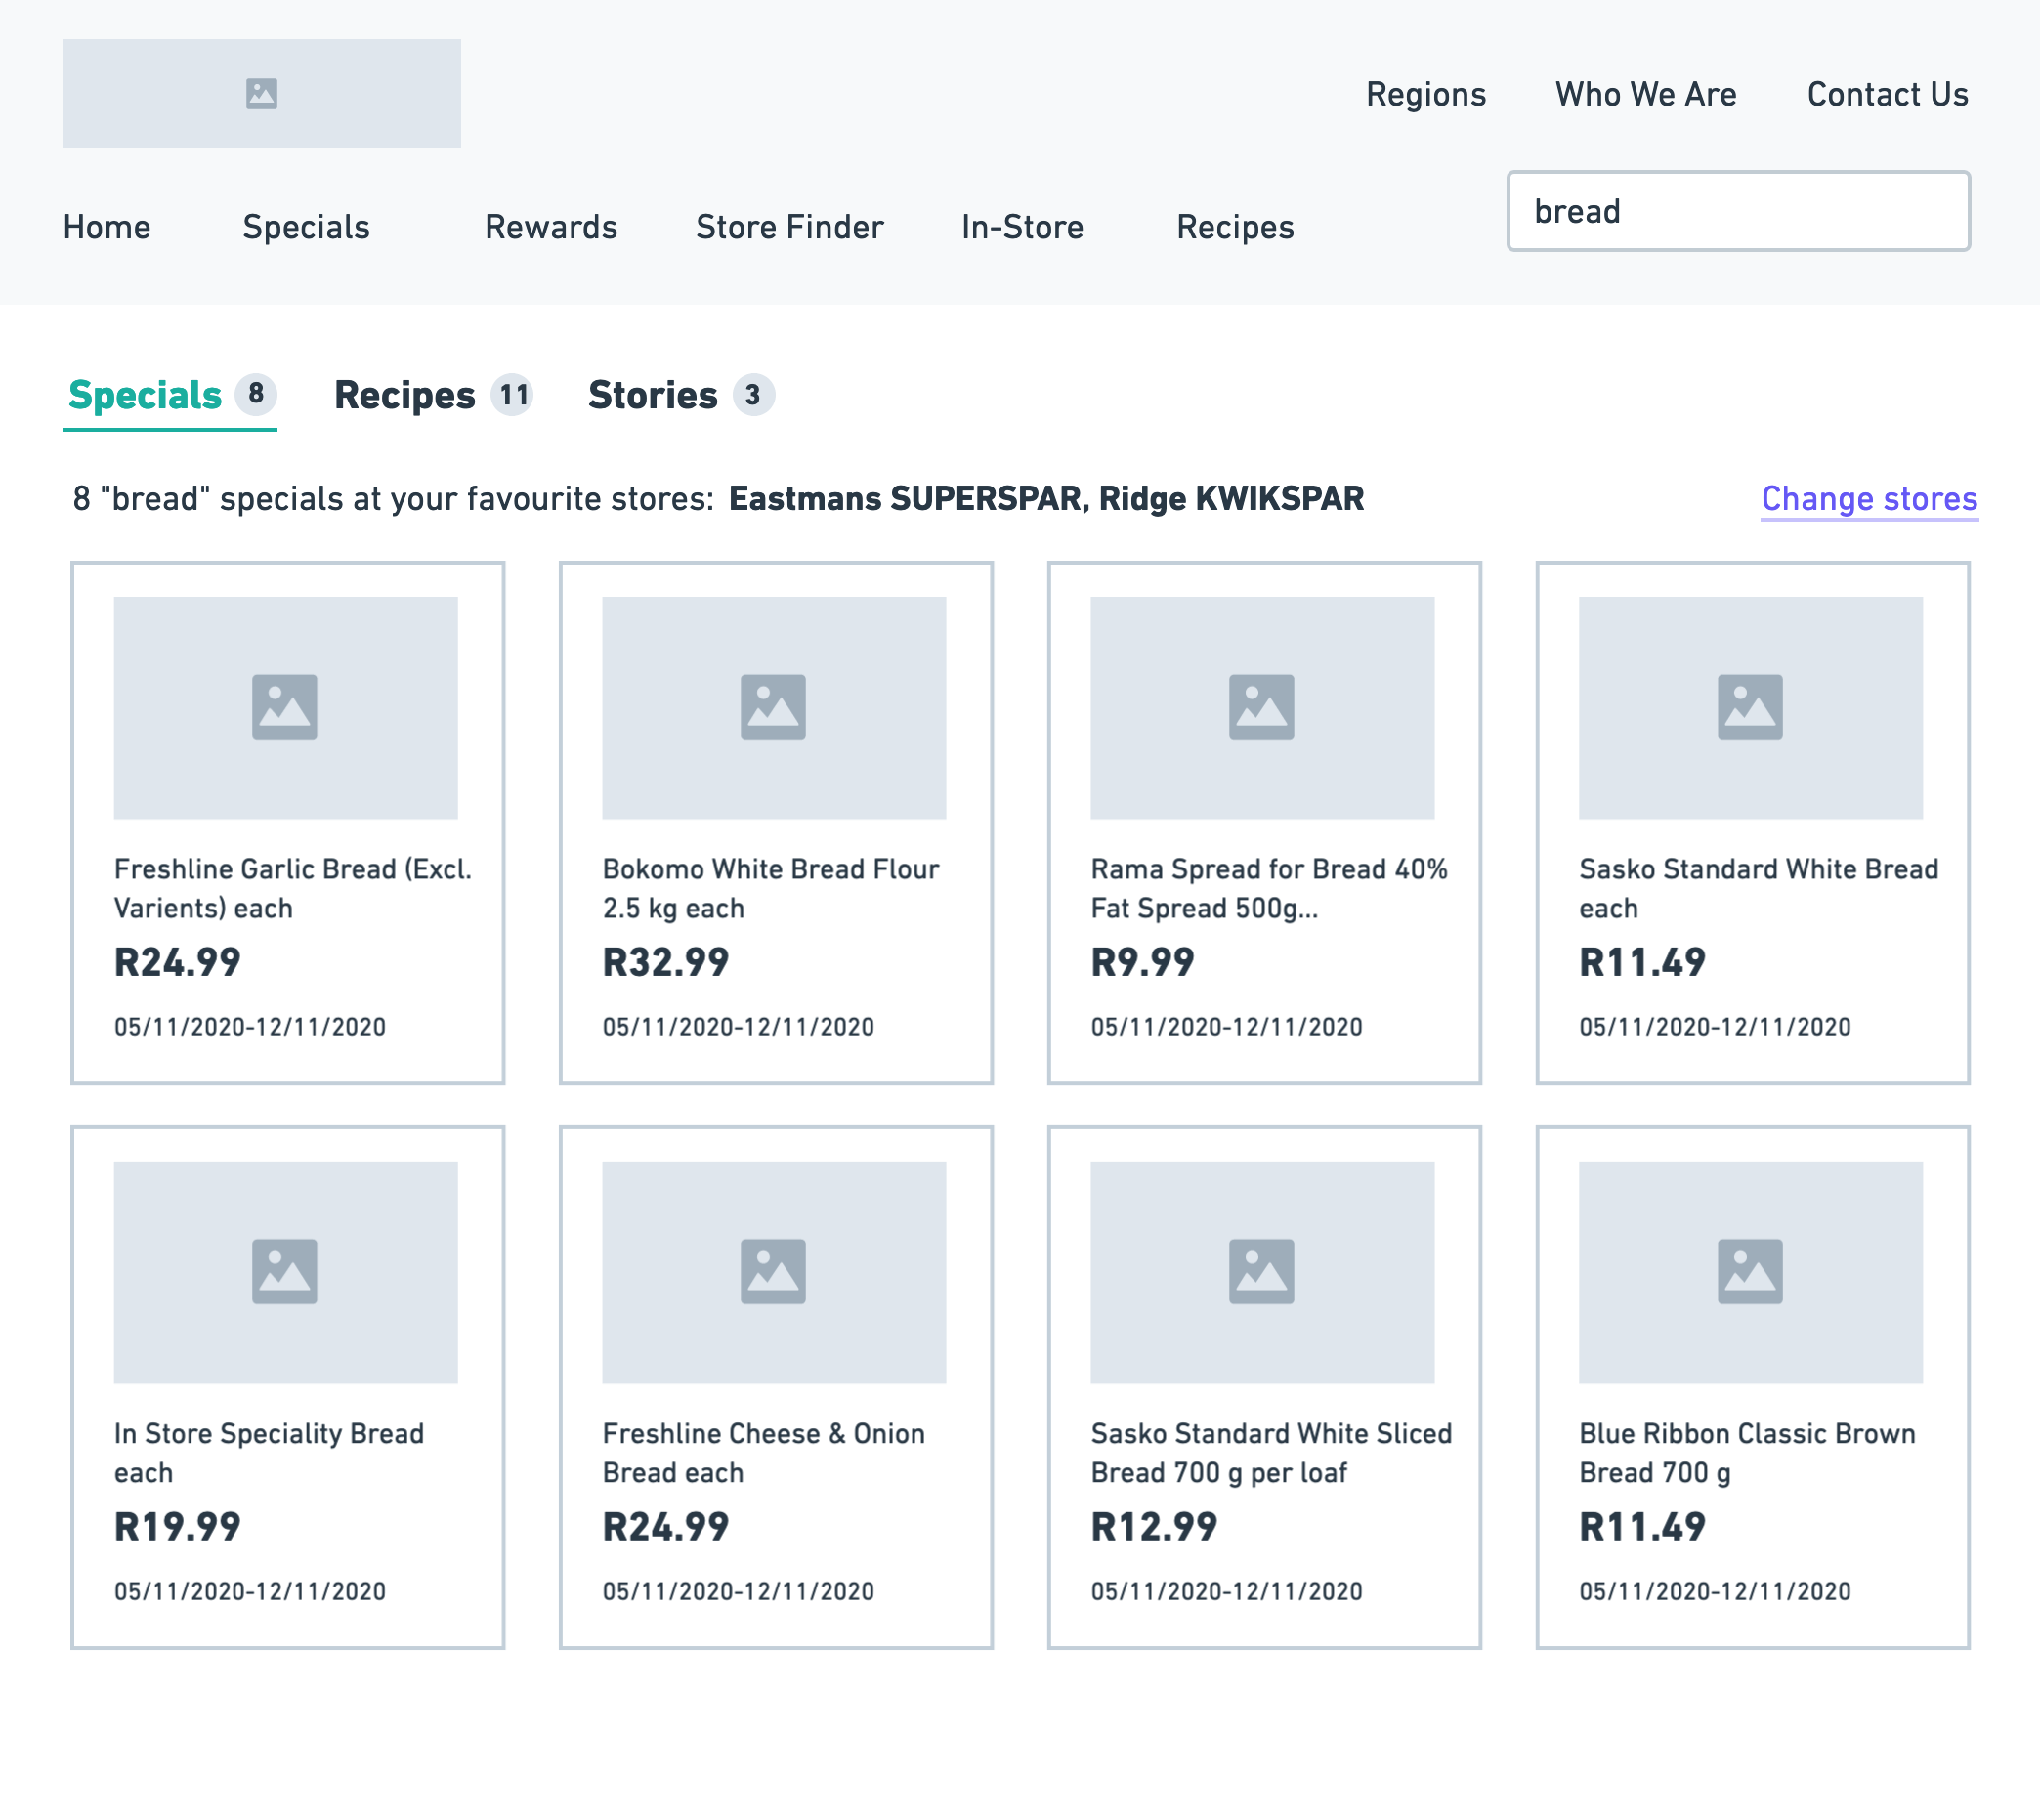 Regions Who We Are Contact Us
bread
Home Specials Rewards Store Finder In-Store Recipes
Specials 8 Recipes 11 Stories 3
8 "bread" specials at your favourite stores: Eastmans SUPERSPAR, Ridge KWIKSPAR Change stores
Freshline Garlic Bread (Excl.
Varients) each
R24.99
05/11/2020-12/11/2020
Bokomo White Bread Flour
2.5 kg each
R32.99
05/11/2020-12/11/2020
Rama Spread for Bread 40%
Fat Spread 500g...
R9.99
05/11/2020-12/11/2020
Sasko Standard White Bread
each
R11.49
05/11/2020-12/11/2020
In Store Speciality Bread
each
R19.99
05/11/2020-12/11/2020
Freshline Cheese & Onion
Bread each
R24.99
05/11/2020-12/11/2020
Sasko Standard White Sliced
Bread 700 g per loaf
R12.99
05/11/2020-12/11/2020
Blue Ribbon Classic Brown
Bread 700 g
R11.49
05/11/2020-12/11/2020